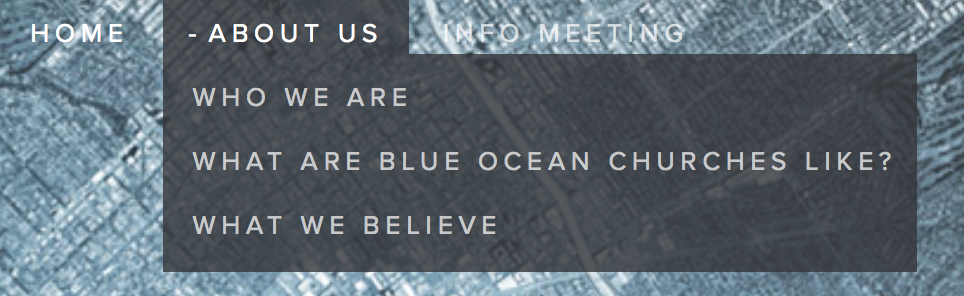 HOME - ABOUT US INFO MEETING
WHO WE ARE
WHAT ARE BLUE OCEAN CHURCHES LIKE?
WHAT WE BELIEVE